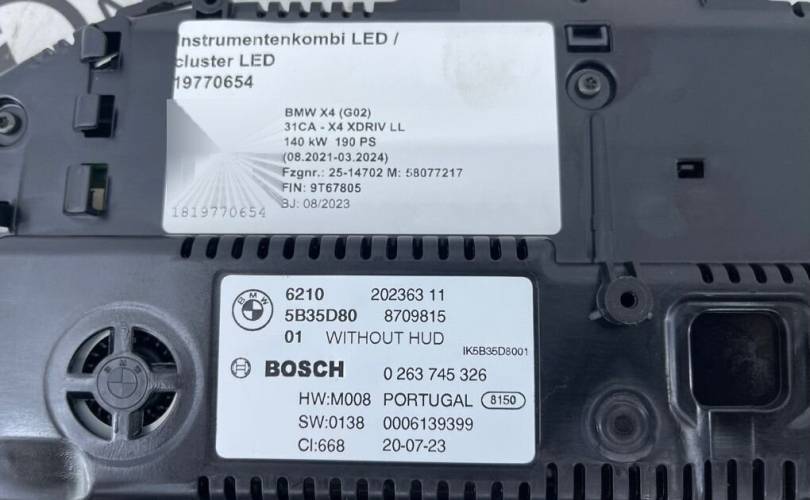 Instrumentenkombi LED /
cluster LED
19770654
BMW X4 (G02)
31CA - X4 XDRIV LL
140 kW 190 PS
(08.2021-03.2024)
Fzgnr.: 25-14702 M: 58077217
FIN: 9T67805
BJ: 08/2023
1819770654
BMW
6210 202363 11
5B35D80 8709815
01 WITHOUT HUD
IK5B35D8001
BOSCH 0 263 745 326
HW:M008 PORTUGAL 8150
SW:0138 0006139399
CI:668 20-07-23